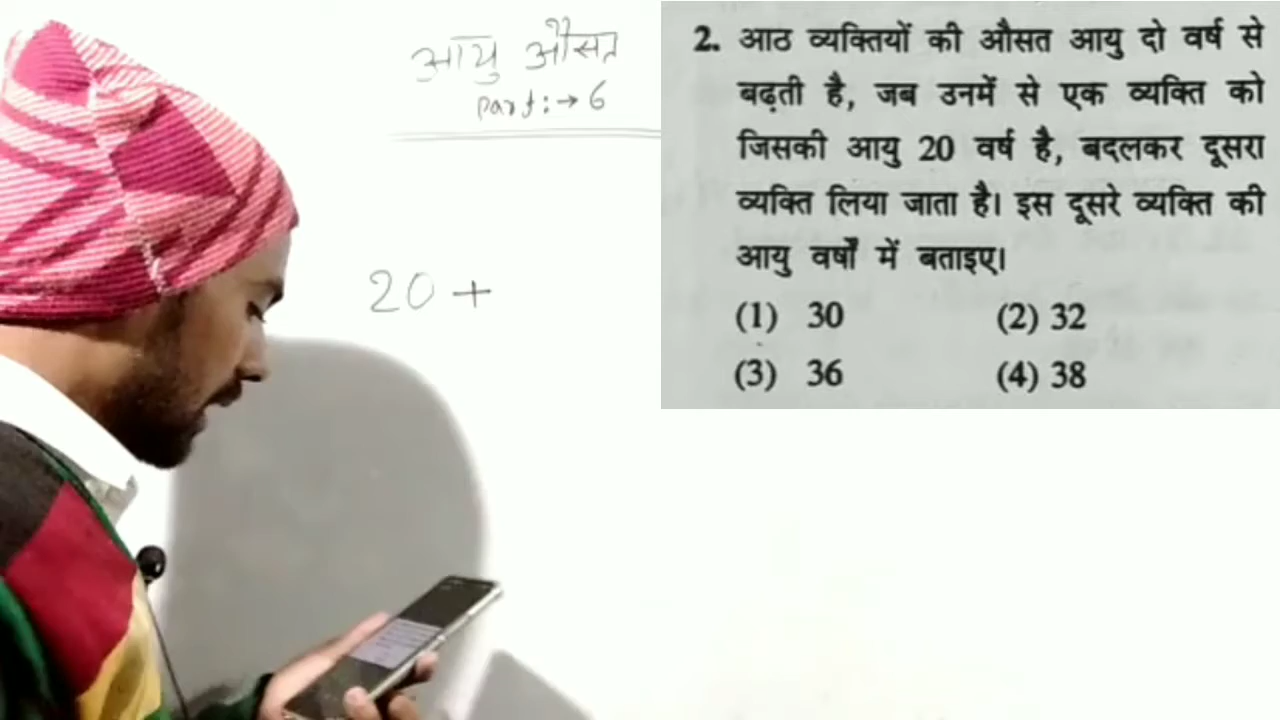 आयु औसत
Part:→6
20 +
2. आठ व्यक्तियों की औसत आयु दो वर्ष से
बढ़ती है, जब उनमें से एक व्यक्ति को
जिसकी आयु 20 वर्ष है, बदलकर दूसरा
व्यक्ति लिया जाता है। इस दूसरे व्यक्ति की
आयु वर्षों में बताइए।
(1) 30 (2) 32
(3) 36 (4) 38